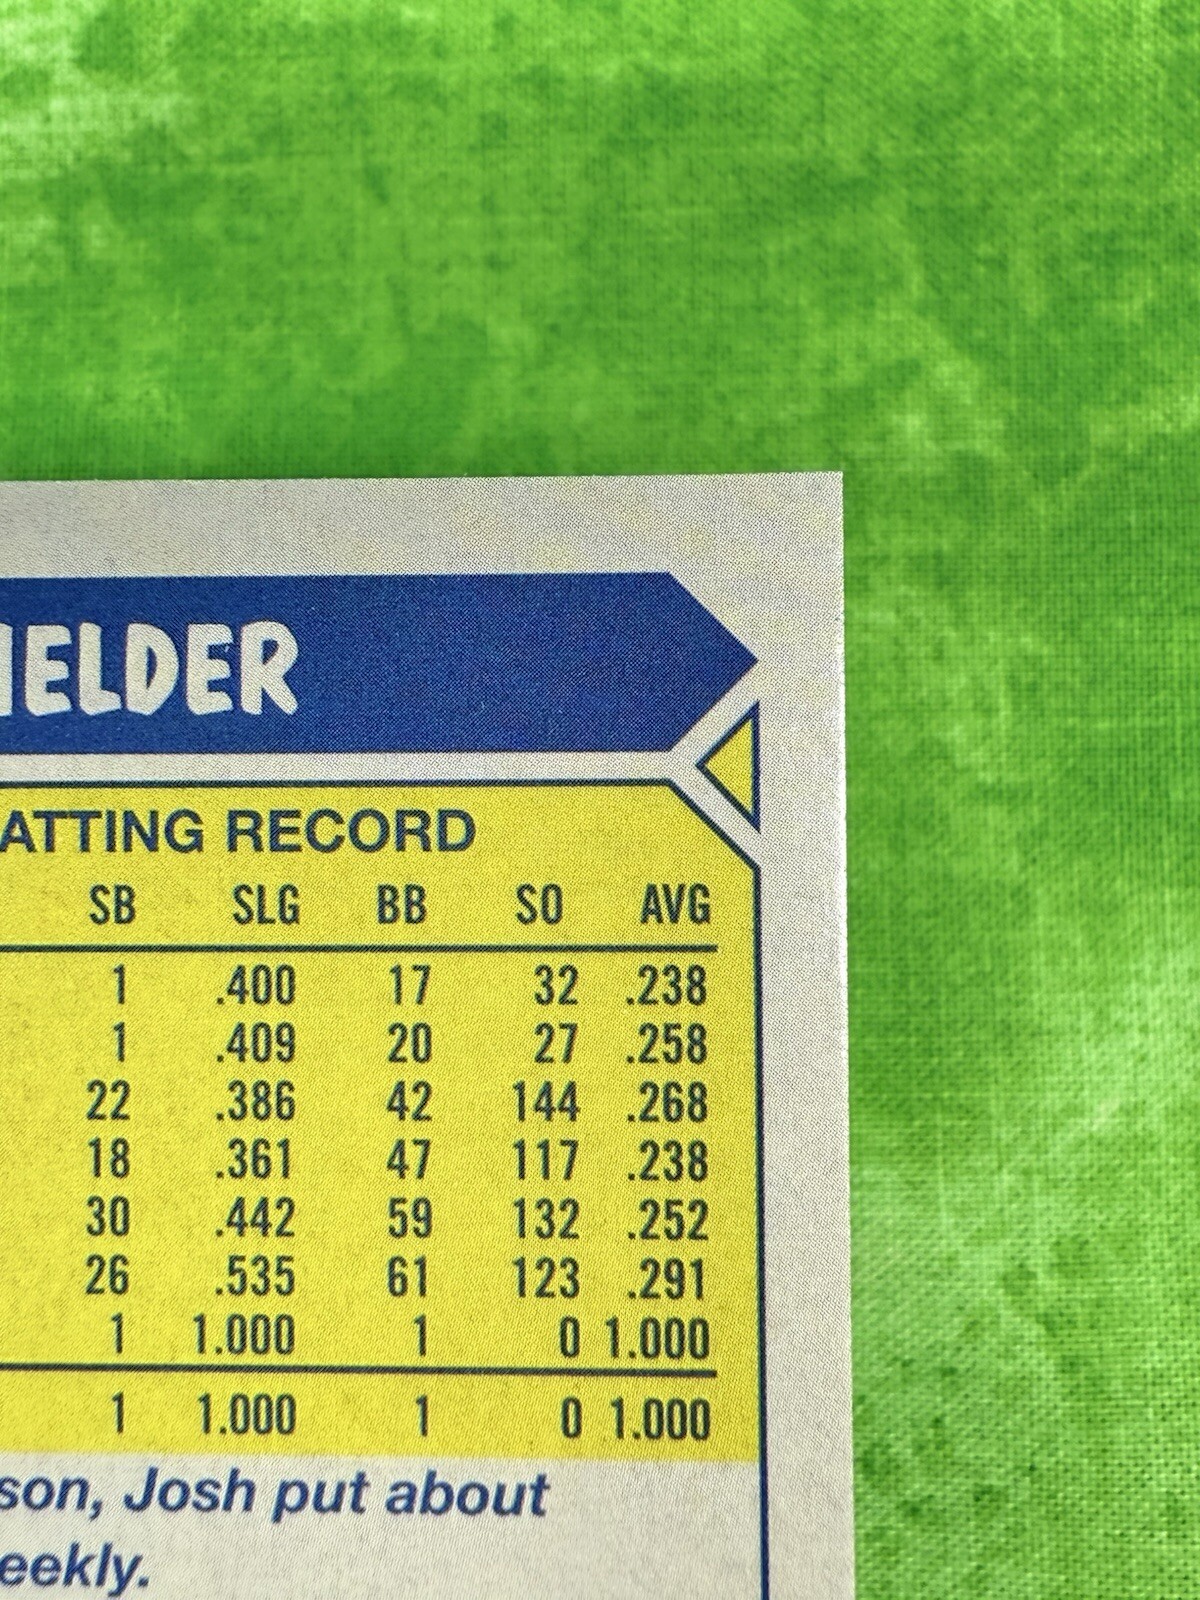 IELDER
ATTING RECORD
SB SLG BB SO AVG
1 .400 17 32 .238
1 .409 20 27 .258
22 .386 42 144 .268
18 .361 47 117 .238
30 .442 59 132 .252
26 .535 61 123 .291
1 1.000 1 0 1.000
1 1.000 1 0 1.000
son, Josh put about
eekly.